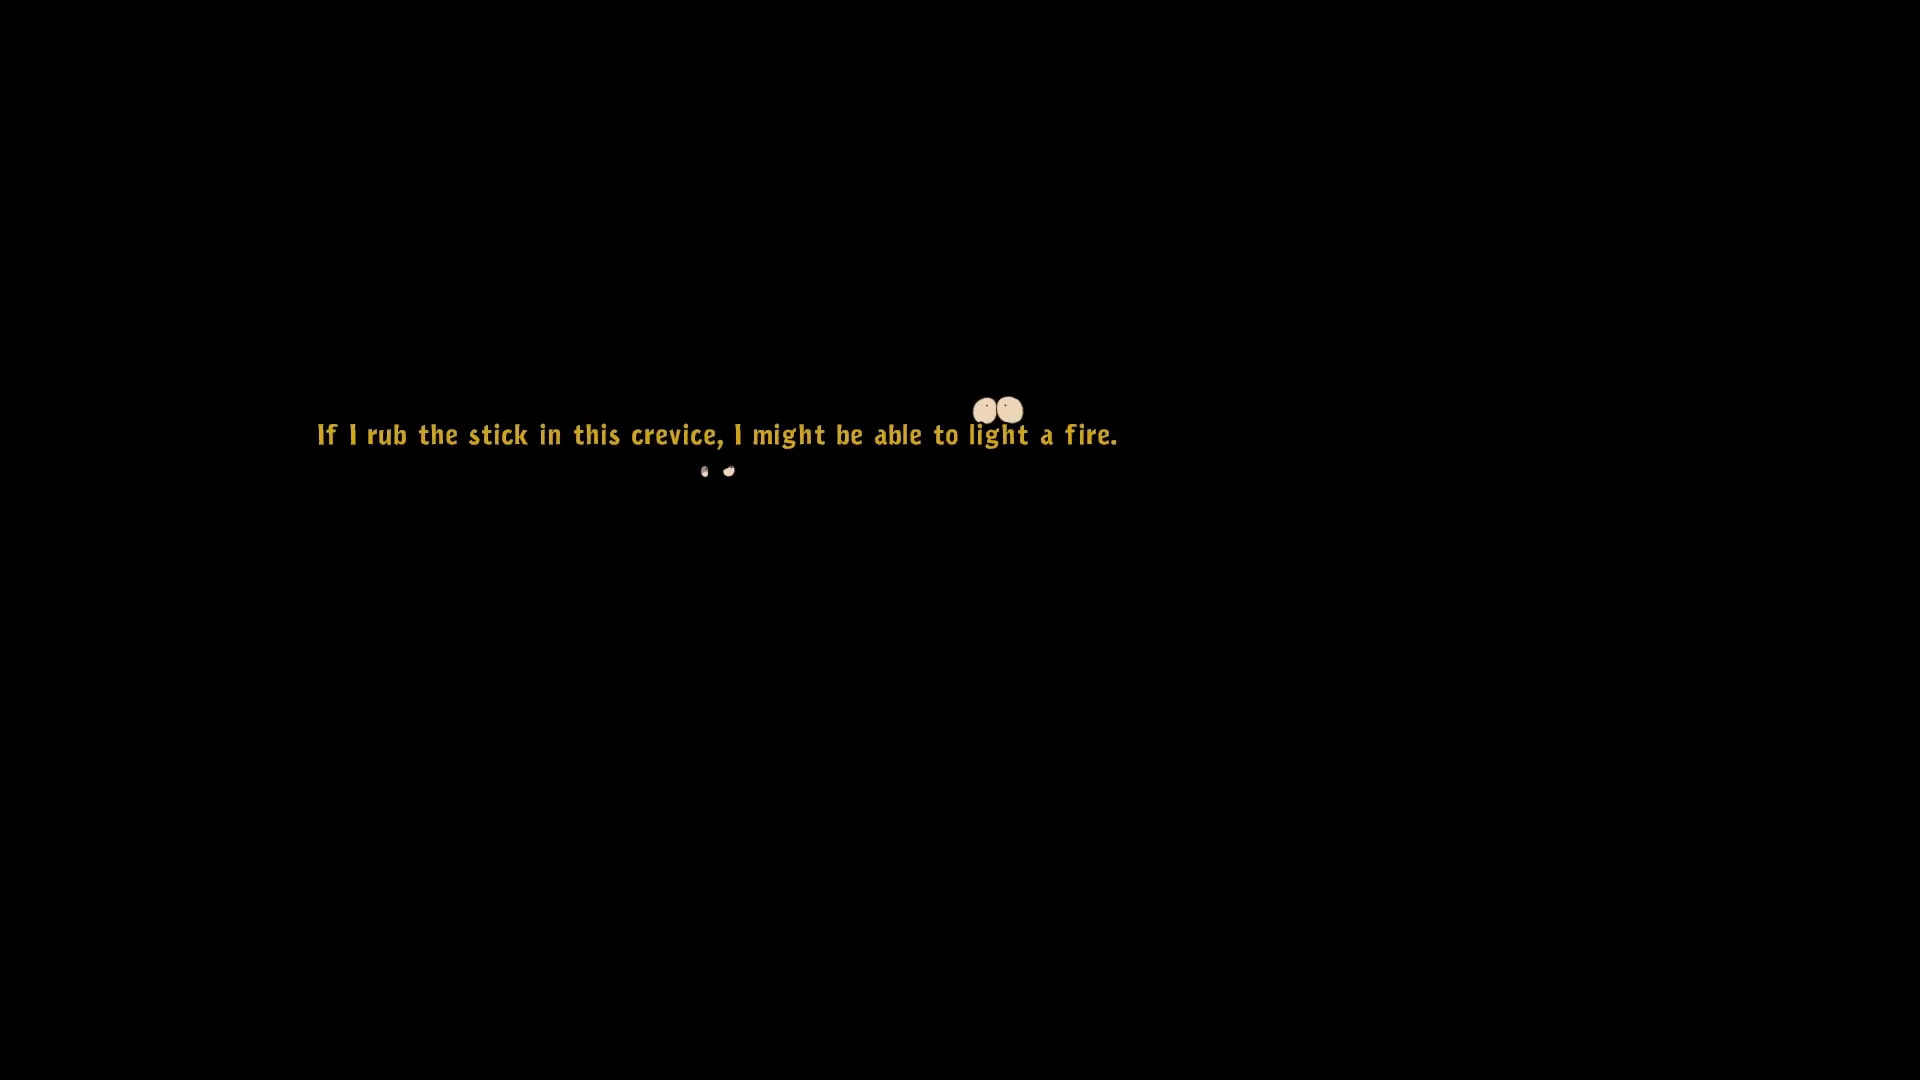 If I rub the stick in this crevice, I might be able to light a fire.